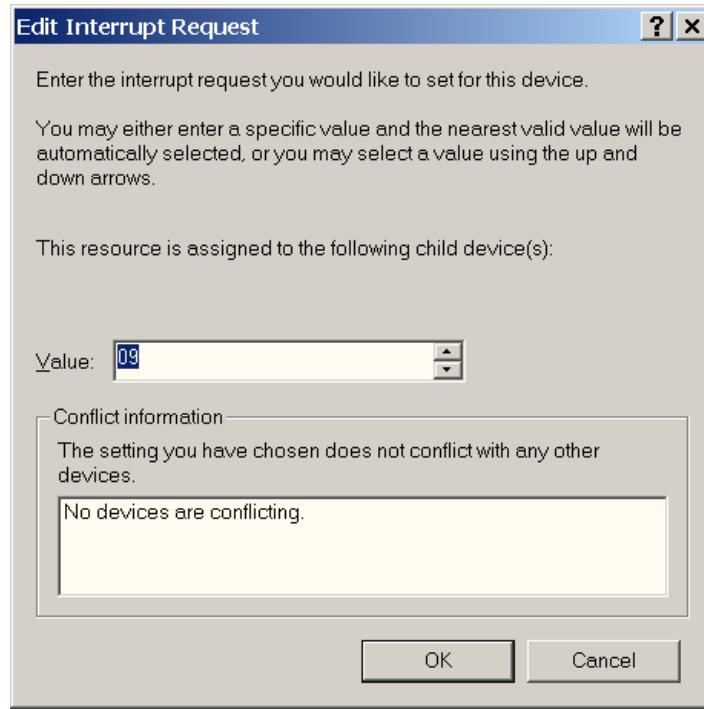 Edit Interrupt Request
Enter the interrupt request you would like to set for this device.
You may either enter a specific value and the nearest valid value will be
automatically selected, or you may select a value using the up and
down arrows.
This resource is assigned to the following child device(s):
Value: 09
Conflict information
The setting you have chosen does not conflict with any other
devices.
No devices are conflicting.
OK Cancel